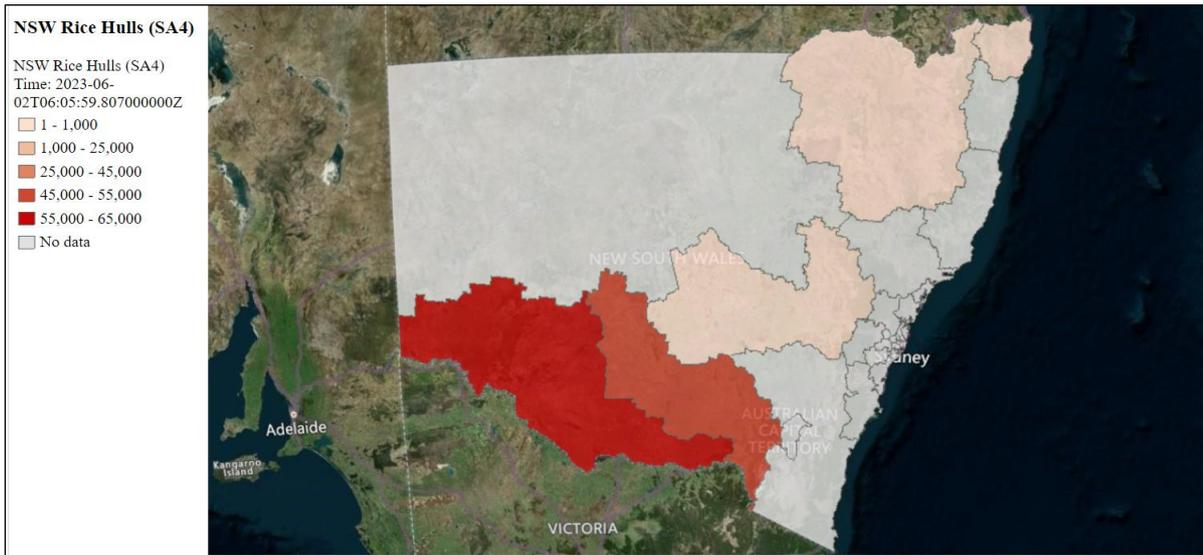 NSW Rice Hulls (SA4)
NSW Rice Hulls (SA4)
Time: 2023-06-
02T06:05:59.807000000Z
1 - 1,000
1,000 - 25,000
25,000 - 45,000
45,000 - 55,000
55,000 - 65,000
No data
NEW SOUTH WALES
Sydney
AUSTRALIAN
CAPITAL
TERRITORY
Adelaide
Kangaroo
Island
VICTORIA